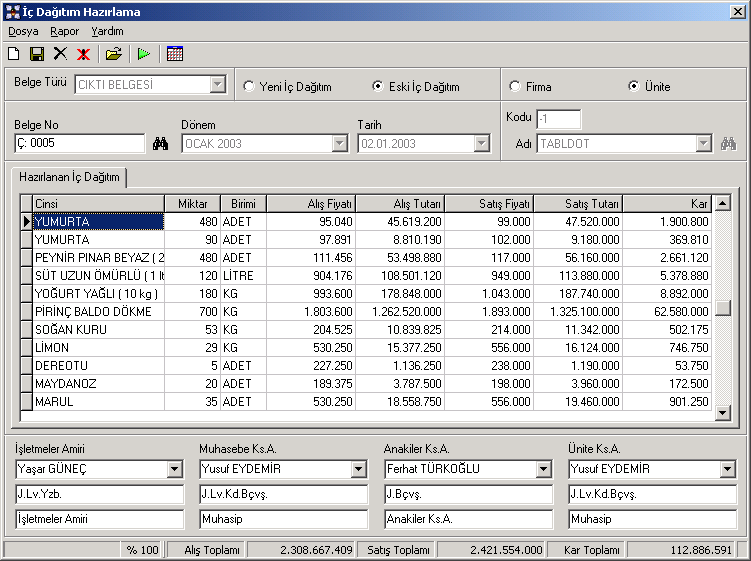 İç Dağıtım Hazırlama
Dosya Rapor Yardım
Belge Türü ÇIKTI BELGESİ Yeni İç Dağıtım Eski İç Dağıtım Firma Ünite
Belge No Dönem Tarih Kodu -1
Ç: 0005 OCAK 2003 02.01.2003 Adı TABLDOT
Hazırlanan İç Dağıtım
Cinsi Miktar Birimi Alış Fiyatı Alış Tutarı Satış Fiyatı Satış Tutarı Kar
YUMURTA 480 ADET 95.040 45.619.200 99.000 47.520.000 1.900.800
YUMURTA 90 ADET 97.891 8.810.190 102.000 9.180.000 369.810
PEYNİR PINAR BEYAZ ( 2 480 ADET 111.456 53.498.880 117.000 56.160.000 2.661.120
SÜT UZUN ÖMÜRLÜ ( 1 lt 120 LİTRE 904.176 108.501.120 949.000 113.880.000 5.378.880
YOĞURT YAĞLI ( 10 kg ) 180 KG 993.600 178.848.000 1.043.000 187.740.000 8.892.000
PİRİNÇ BALDO DÖKME 700 KG 1.803.600 1.262.520.000 1.893.000 1.325.100.000 62.580.000
SOĞAN KURU 53 KG 204.525 10.839.825 214.000 11.342.000 502.175
LİMON 29 KG 530.250 15.377.250 556.000 16.124.000 746.750
DEREOTU 5 ADET 227.250 1.136.250 238.000 1.190.000 53.750
MAYDANOZ 20 ADET 189.375 3.787.500 198.000 3.960.000 172.500
MARUL 35 ADET 530.250 18.558.750 556.000 19.460.000 901.250
İşletmeler Amiri Muhasebe Ks.A. Anakiler Ks.A. Ünite Ks.A.
Yaşar GÜNEÇ Yusuf EYDEMİR Ferhat TÜRKOĞLU Yusuf EYDEMİR
J.Lv.Yzb. J.Lv.Kd.Bçvş. J.Bçvş. J.Lv.Kd.Bçvş.
İşletmeler Amiri Muhasip Anakiler Ks.A. Muhasip
% 100 Alış Toplamı 2.308.667.409 Satış Toplamı 2.421.554.000 Kar Toplamı 112.886.591